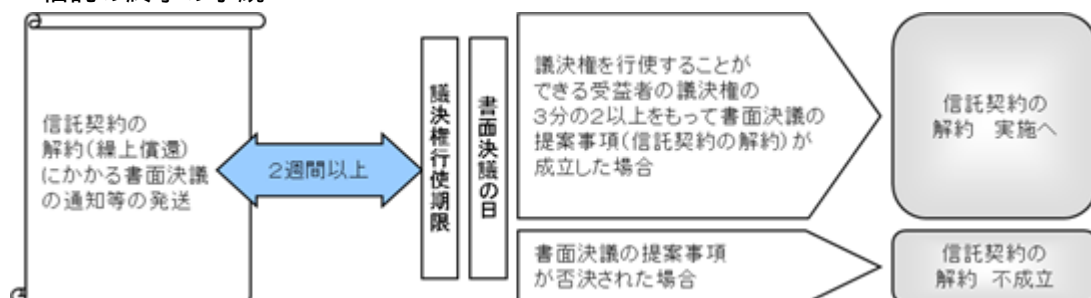 信託契約の
解約(繰上償還)
にかかる書面決議
の通知等の発送
2週間以上
議決権行使期限
書面決議の日
議決権を行使することが
できる受益者の議決権の
3分の2以上をもって書面決議の
提案事項(信託契約の解約)が
成立した場合
信託契約の
解約 実施へ
書面決議の提案事項
が否決された場合
信託契約の
解約 不成立